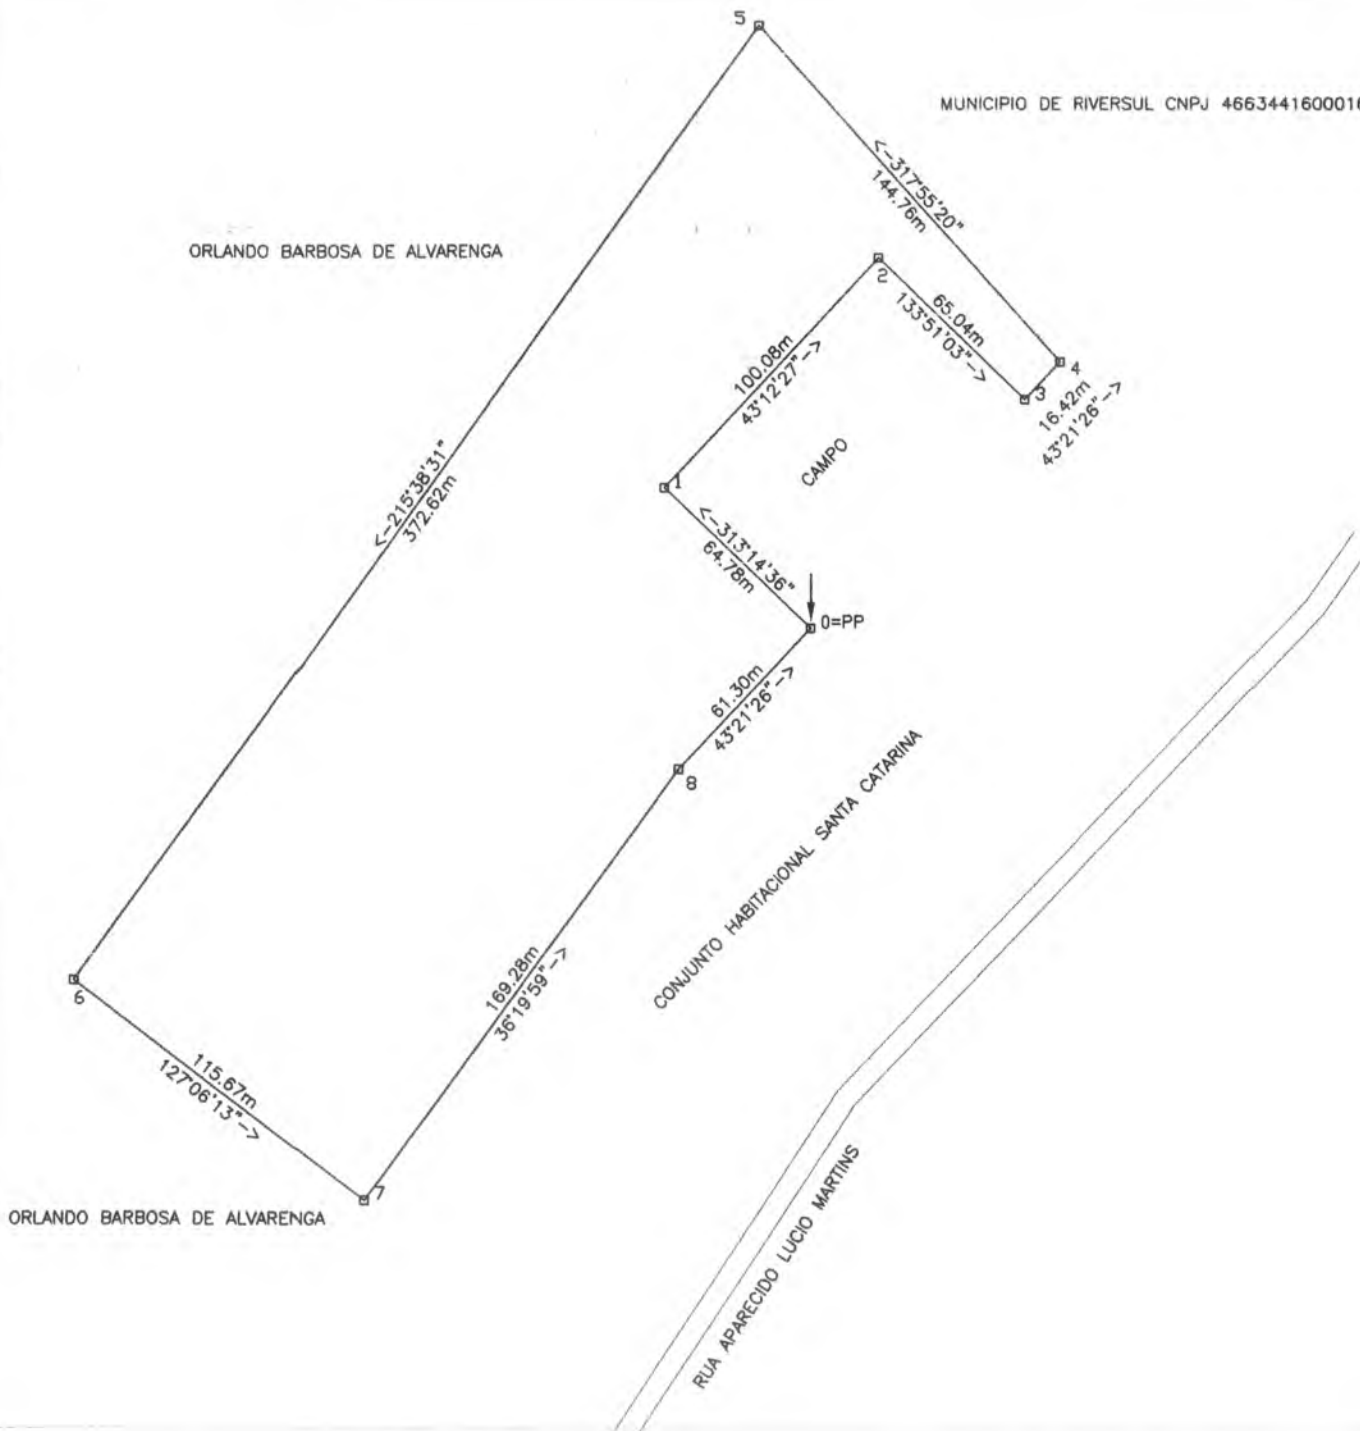 5
MUNICIPIO DE RIVERSUL CNPJ 4663441600016
<-317°55'20"
144.76m
ORLANDO BARBOSA DE ALVARENGA
2
65.04m
133°51'03"->
4
3
16.42m
43°21'26"->
100.08m
43°12'27"->
CAMPO
1
<-215°38'31"
372.62m
<-313°14'36"
64.78m
0=PP
61.30m
43°21'26"->
8
CONJUNTO HABITACIONAL SANTA CATARINA
169.28m
36°19'59"->
6
115.67m
127°06'13"->
7
ORLANDO BARBOSA DE ALVARENGA
RUA APARECIDO LUCIO MARTINS